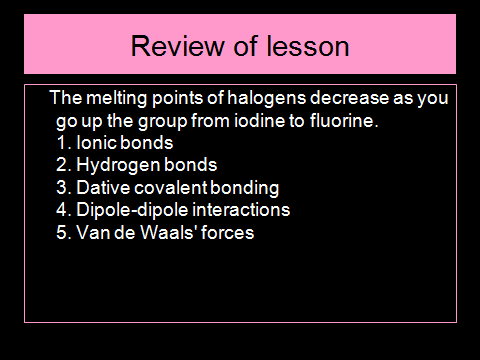 Review of lesson
The melting points of halogens decrease as you
go up the group from iodine to fluorine.
1. Ionic bonds
2. Hydrogen bonds
3. Dative covalent bonding
4. Dipole-dipole interactions
5. Van de Waals' forces